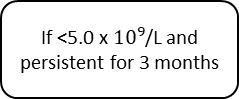 If <5.0 x 10⁹/L and
persistent for 3 months